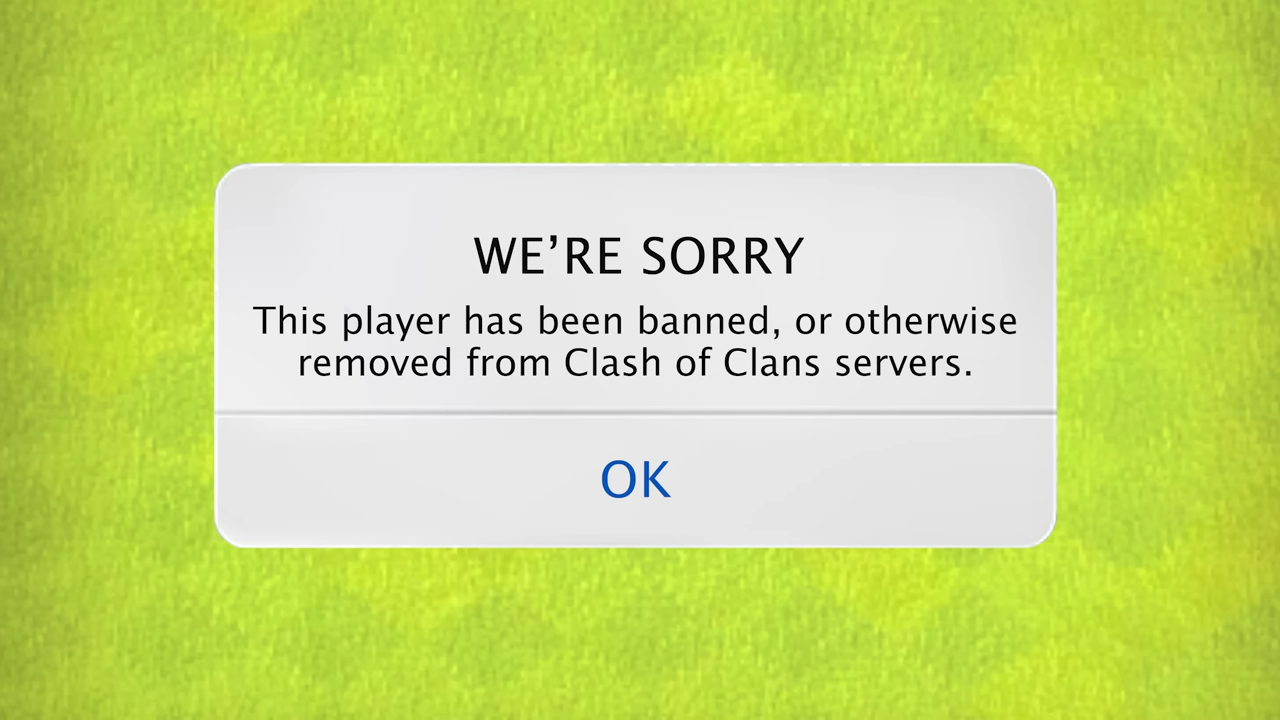 WE’RE SORRY
This player has been banned, or otherwise
removed from Clash of Clans servers.
OK